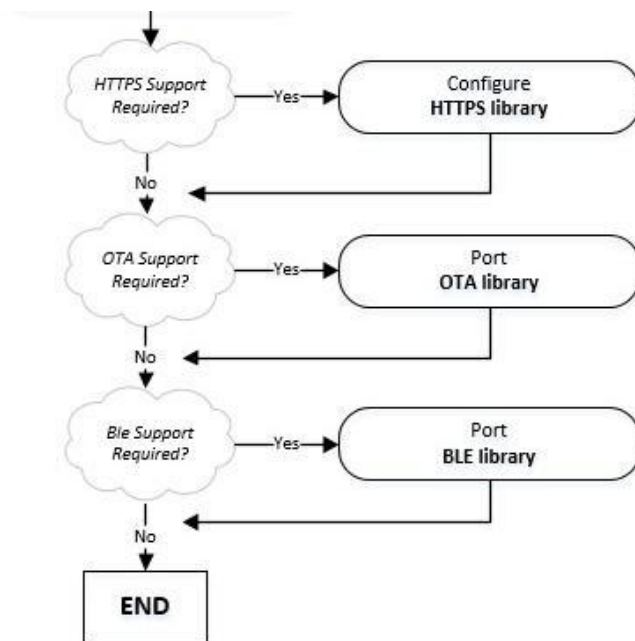 HTTPS Support
Required?
Yes
Configure
HTTPS library
No
OTA Support
Required?
Yes
Port
OTA library
No
Ble Support
Required?
Yes
Port
BLE library
No
END